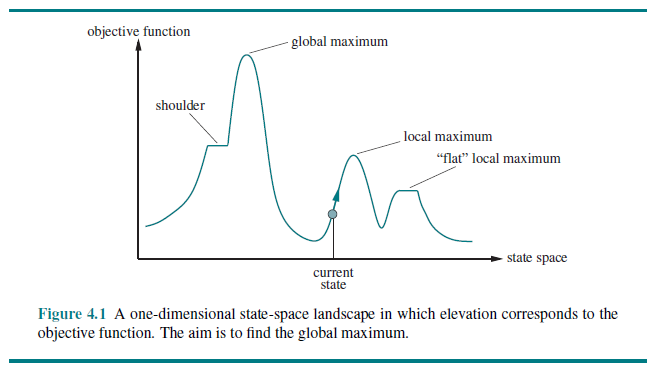 objective function
global maximum
shoulder
local maximum
“flat” local maximum
state space
current
state
Figure 4.1 A one-dimensional state-space landscape in which elevation corresponds to the
objective function. The aim is to find the global maximum.